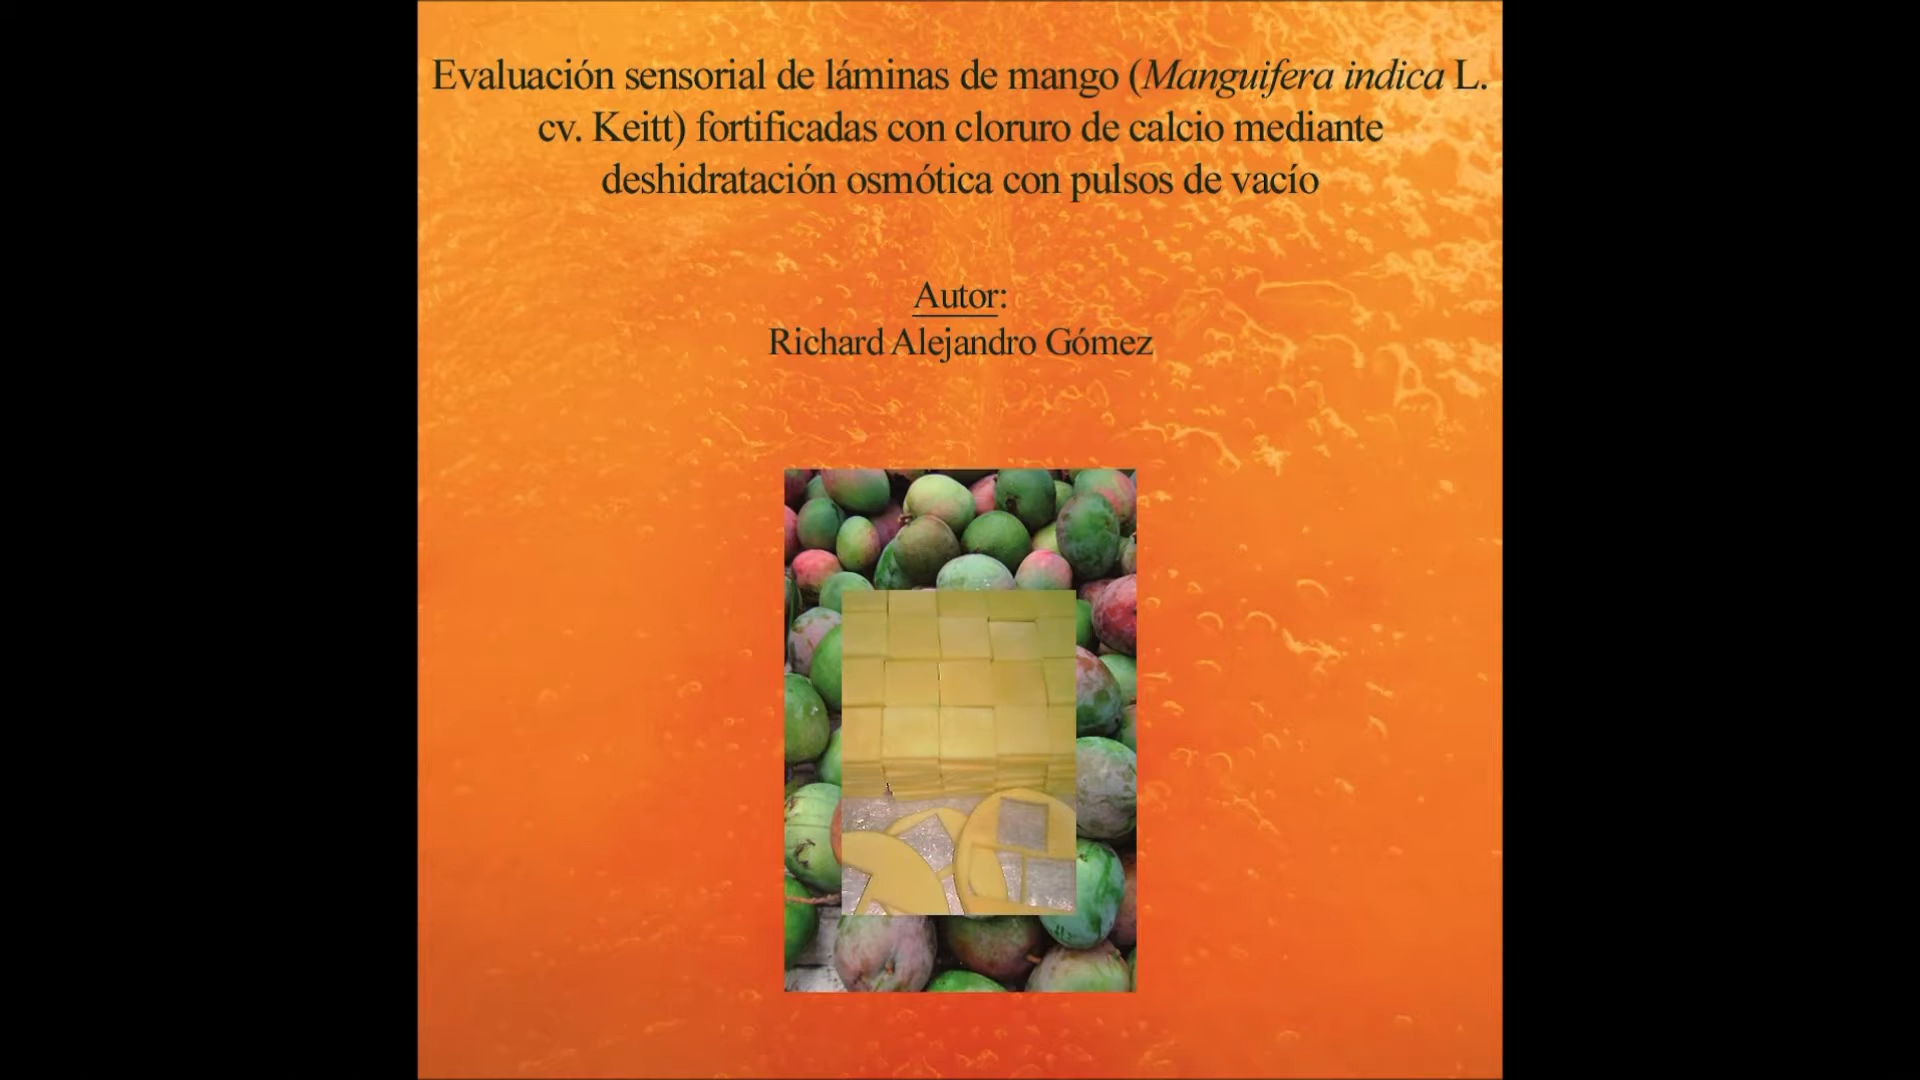 Evaluación sensorial de láminas de mango (Manguifera indica L.
cv. Keitt) fortificadas con cloruro de calcio mediante
deshidratación osmótica con pulsos de vacío
Autor:
Richard Alejandro Gómez